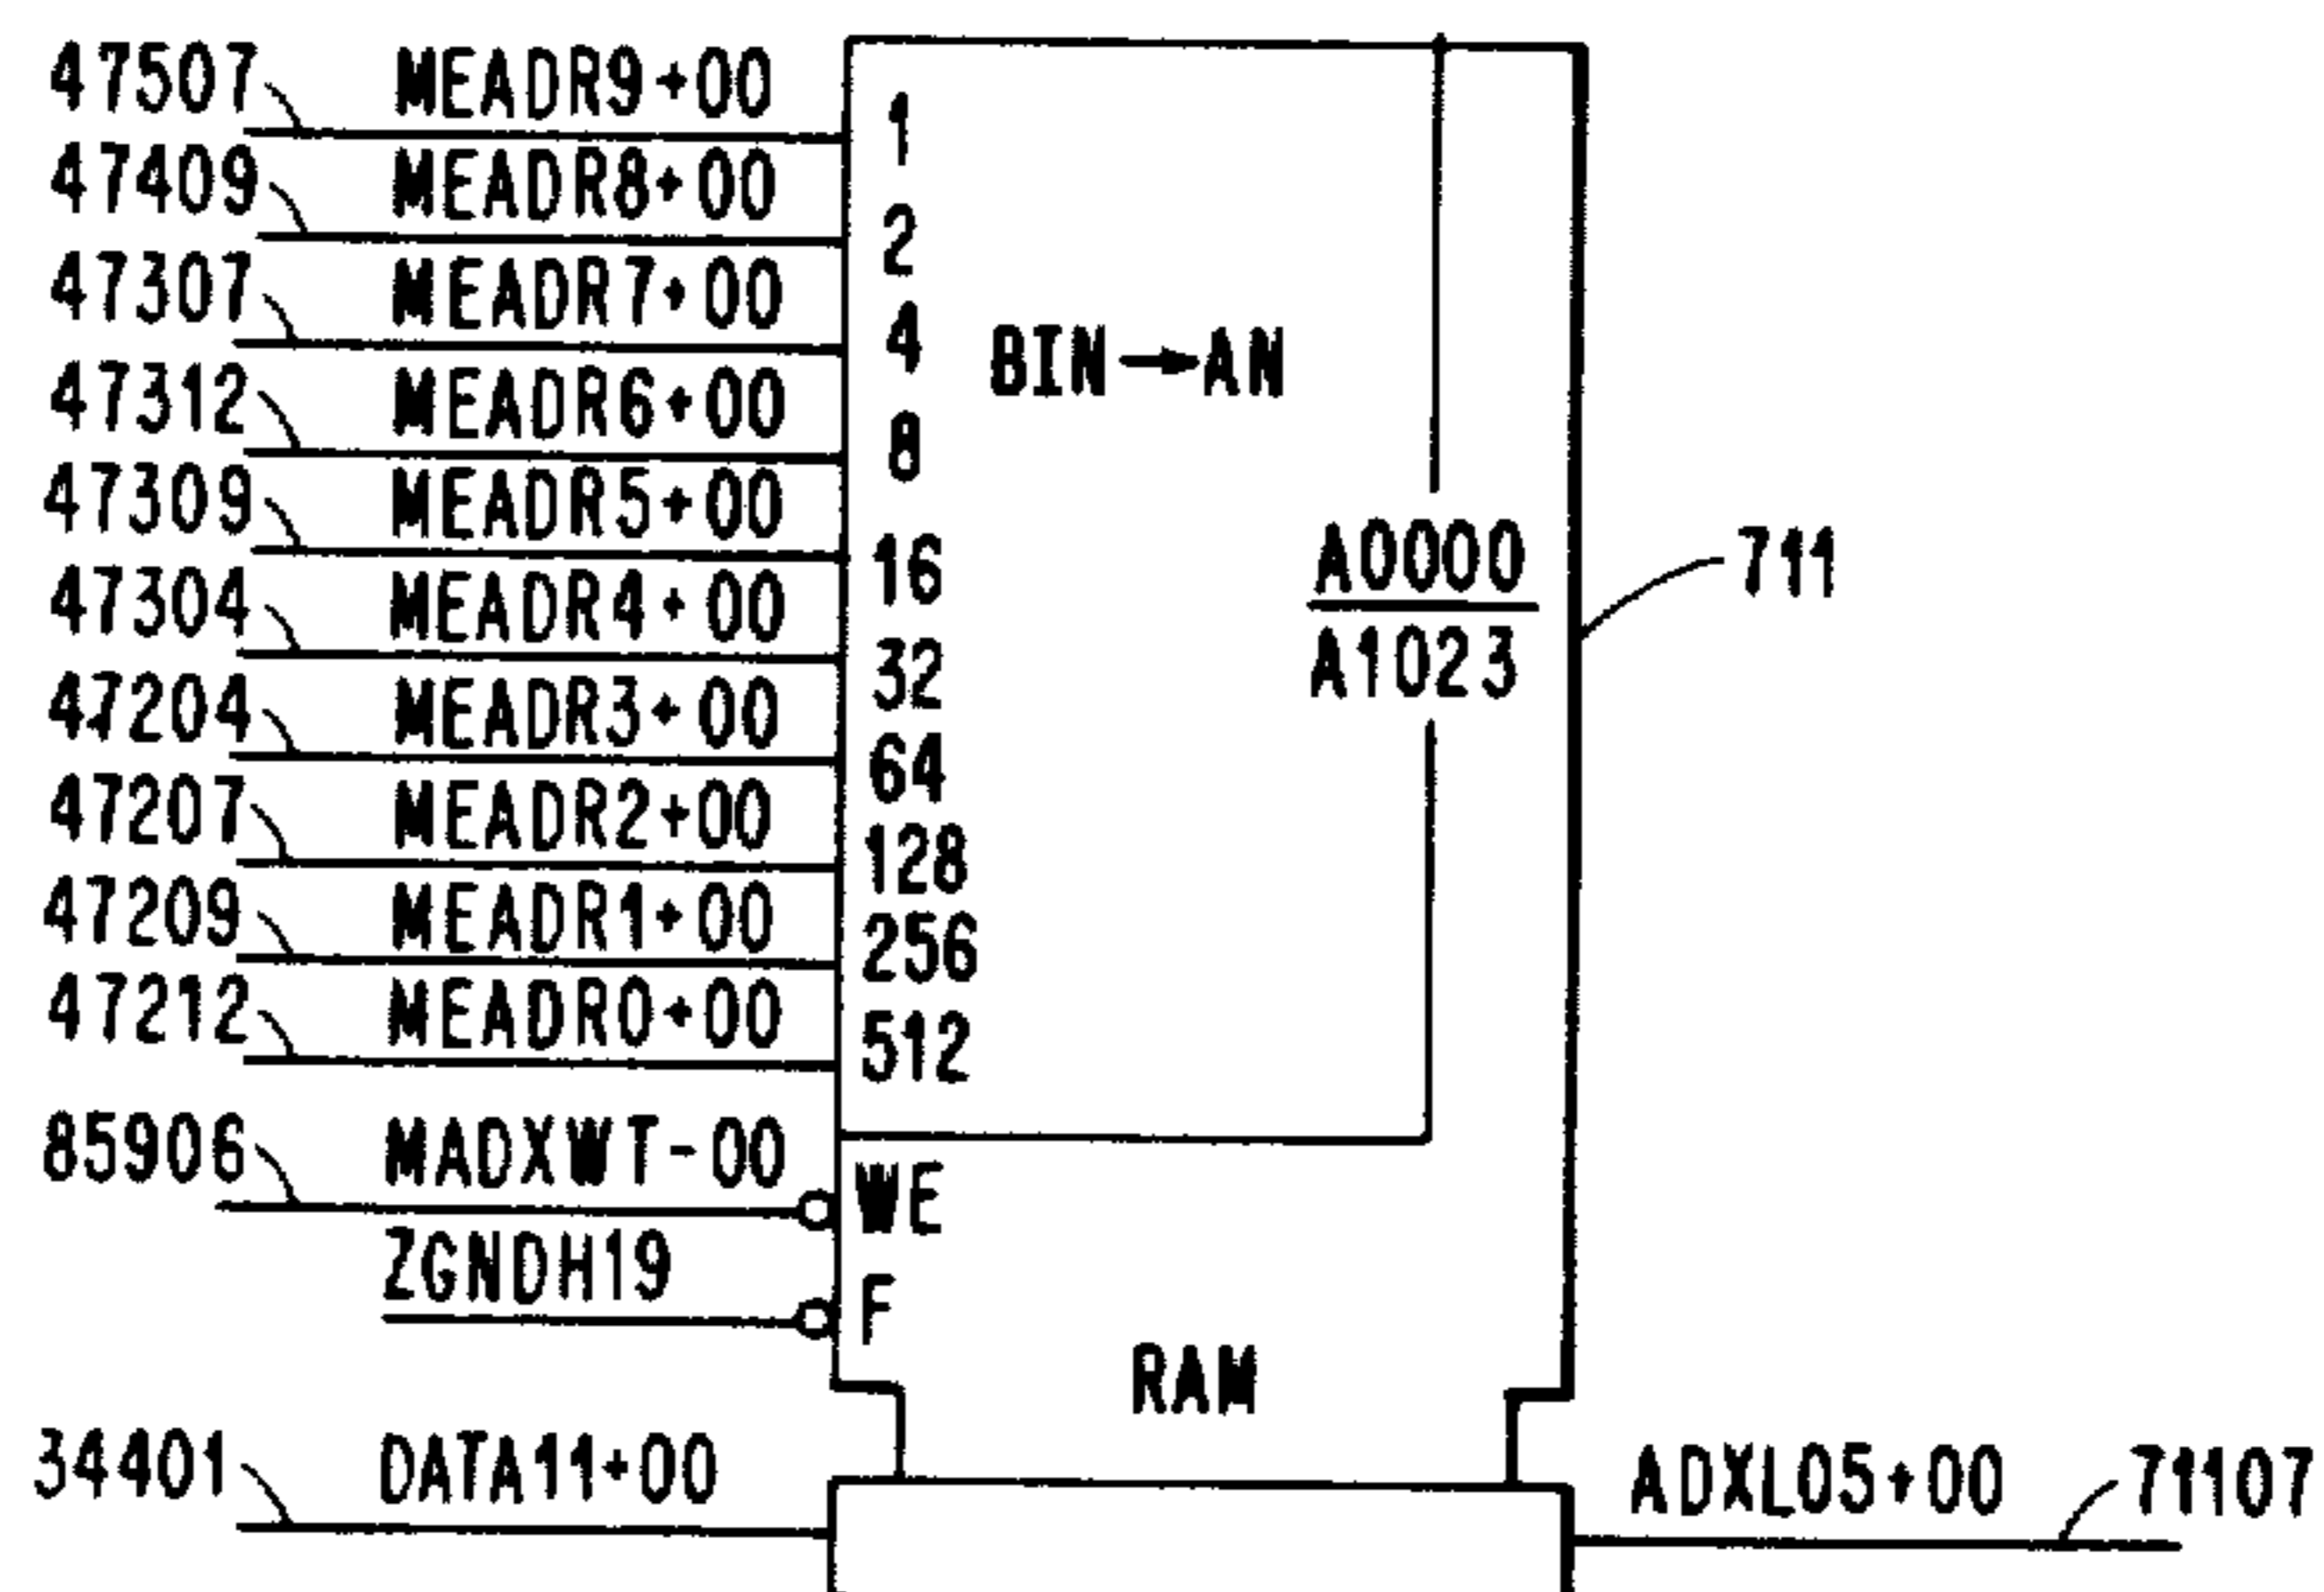 47507 MEADR9+00 1
47409 MEADR8+00 2
47307 MEADR7+00 4
BIN→AN
47312 MEADR6+00 8
47309 MEADR5+00 16
A0000
711
47304 MEADR4+00 32
A1023
47204 MEADR3+00 64
47207 MEADR2+00 128
47209 MEADR1+00 256
47212 MEADR0+00 512
85906 MADXWT-00 WE
ZGNDH19 F
RAM
34401 DATA11+00
ADXL05+00 71107